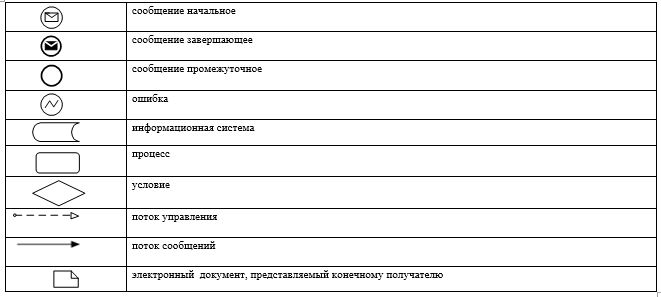 сообщение начальное
сообщение завершающее
сообщение промежуточное
ошибка
информационная система
процесс
условие
поток управления
поток сообщений
электронный документ, представляемый конечному получателю